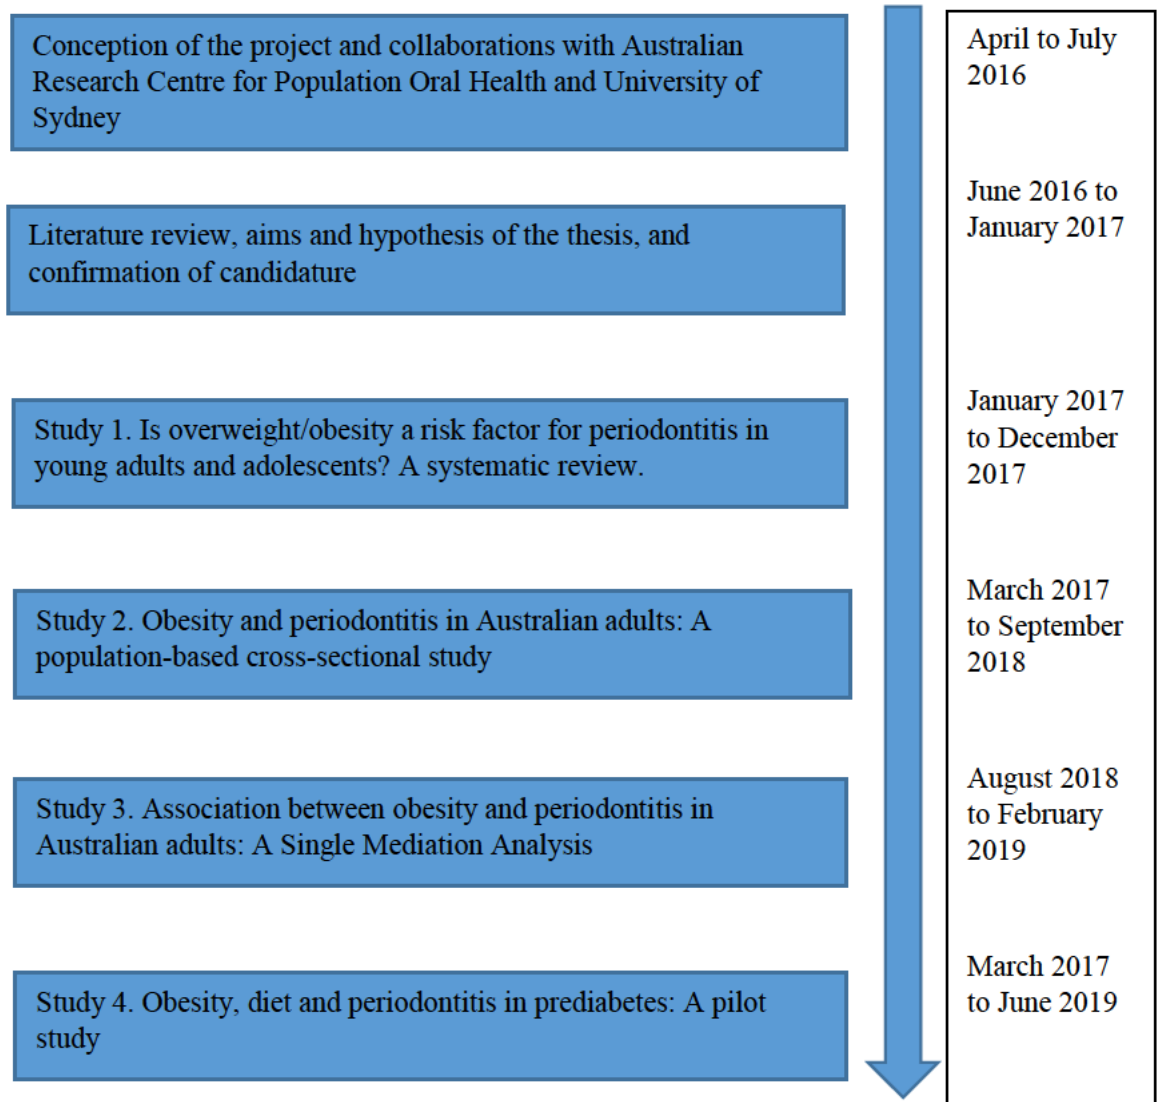 Conception of the project and collaborations with Australian
Research Centre for Population Oral Health and University of
Sydney
April to July
2016
Literature review, aims and hypothesis of the thesis, and
confirmation of candidature
June 2016 to
January 2017
Study 1. Is overweight/obesity a risk factor for periodontitis in
young adults and adolescents? A systematic review.
January 2017
to December
2017
Study 2. Obesity and periodontitis in Australian adults: A
population-based cross-sectional study
March 2017
to September
2018
Study 3. Association between obesity and periodontitis in
Australian adults: A Single Mediation Analysis
August 2018
to February
2019
Study 4. Obesity, diet and periodontitis in prediabetes: A pilot
study
March 2017
to June 2019